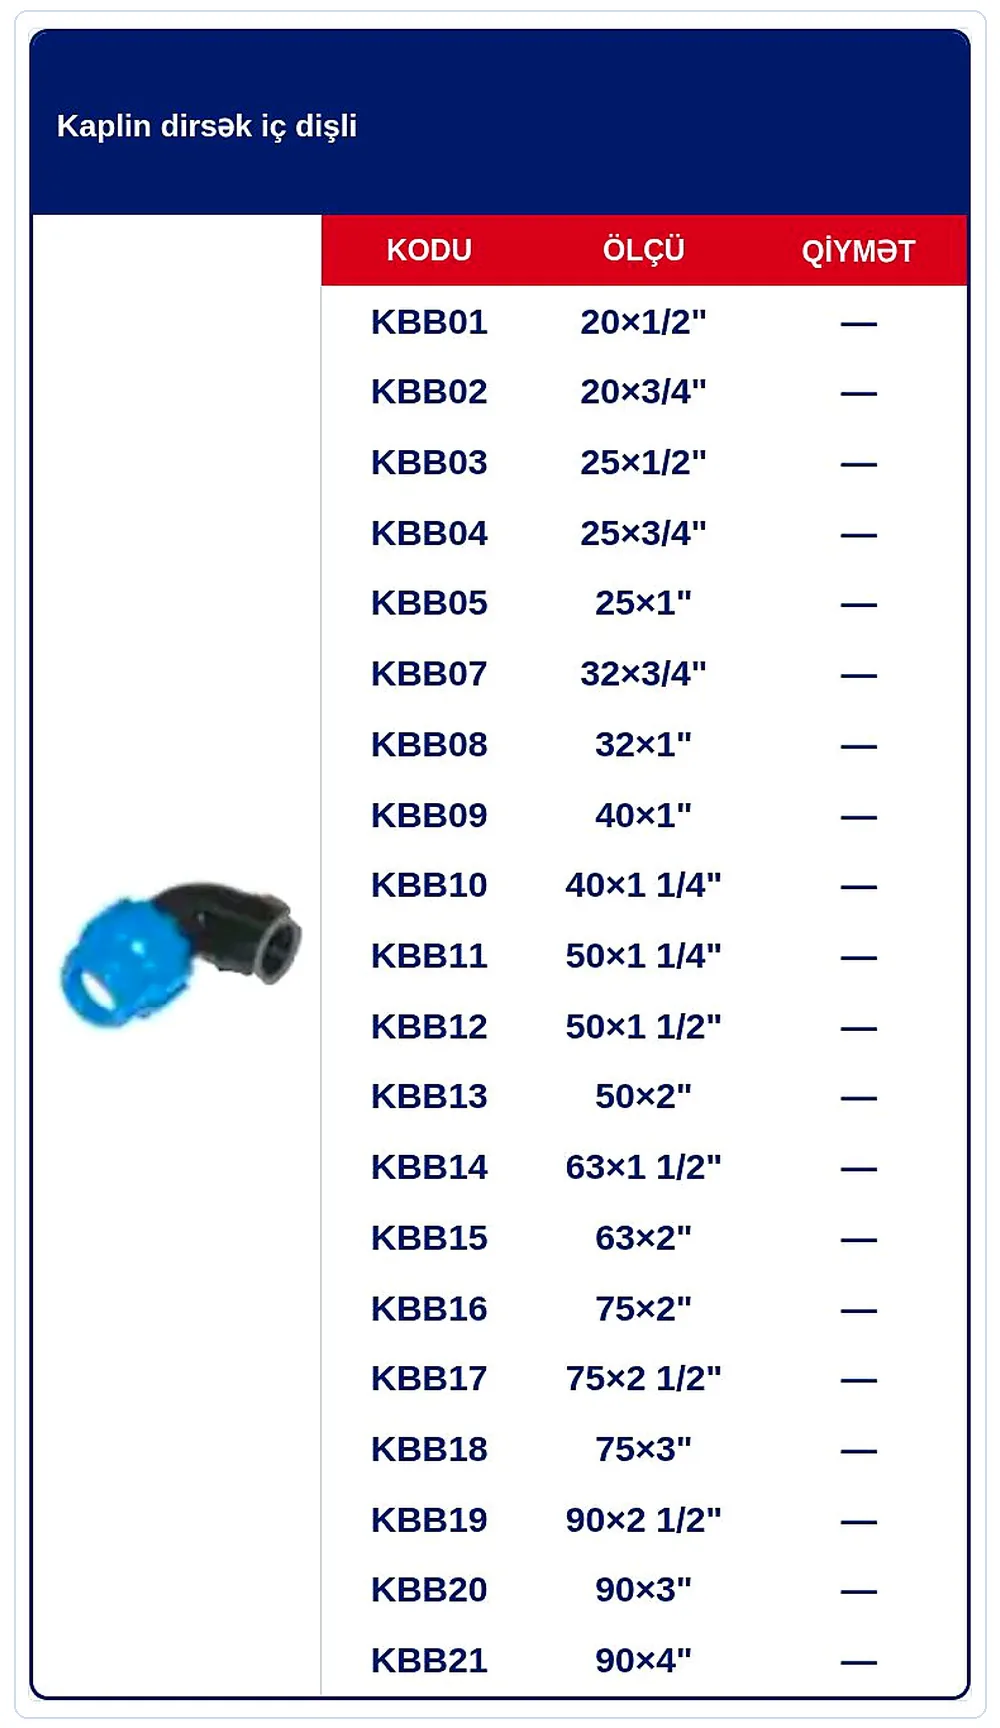 Kaplin dirsək iç dişli
KODU ÖLÇÜ QİYMƏT
KBB01 20×1/2" —
KBB02 20×3/4" —
KBB03 25×1/2" —
KBB04 25×3/4" —
KBB05 25×1" —
KBB07 32×3/4" —
KBB08 32×1" —
KBB09 40×1" —
KBB10 40×1 1/4" —
KBB11 50×1 1/4" —
KBB12 50×1 1/2" —
KBB13 50×2" —
KBB14 63×1 1/2" —
KBB15 63×2" —
KBB16 75×2" —
KBB17 75×2 1/2" —
KBB18 75×3" —
KBB19 90×2 1/2" —
KBB20 90×3" —
KBB21 90×4" —